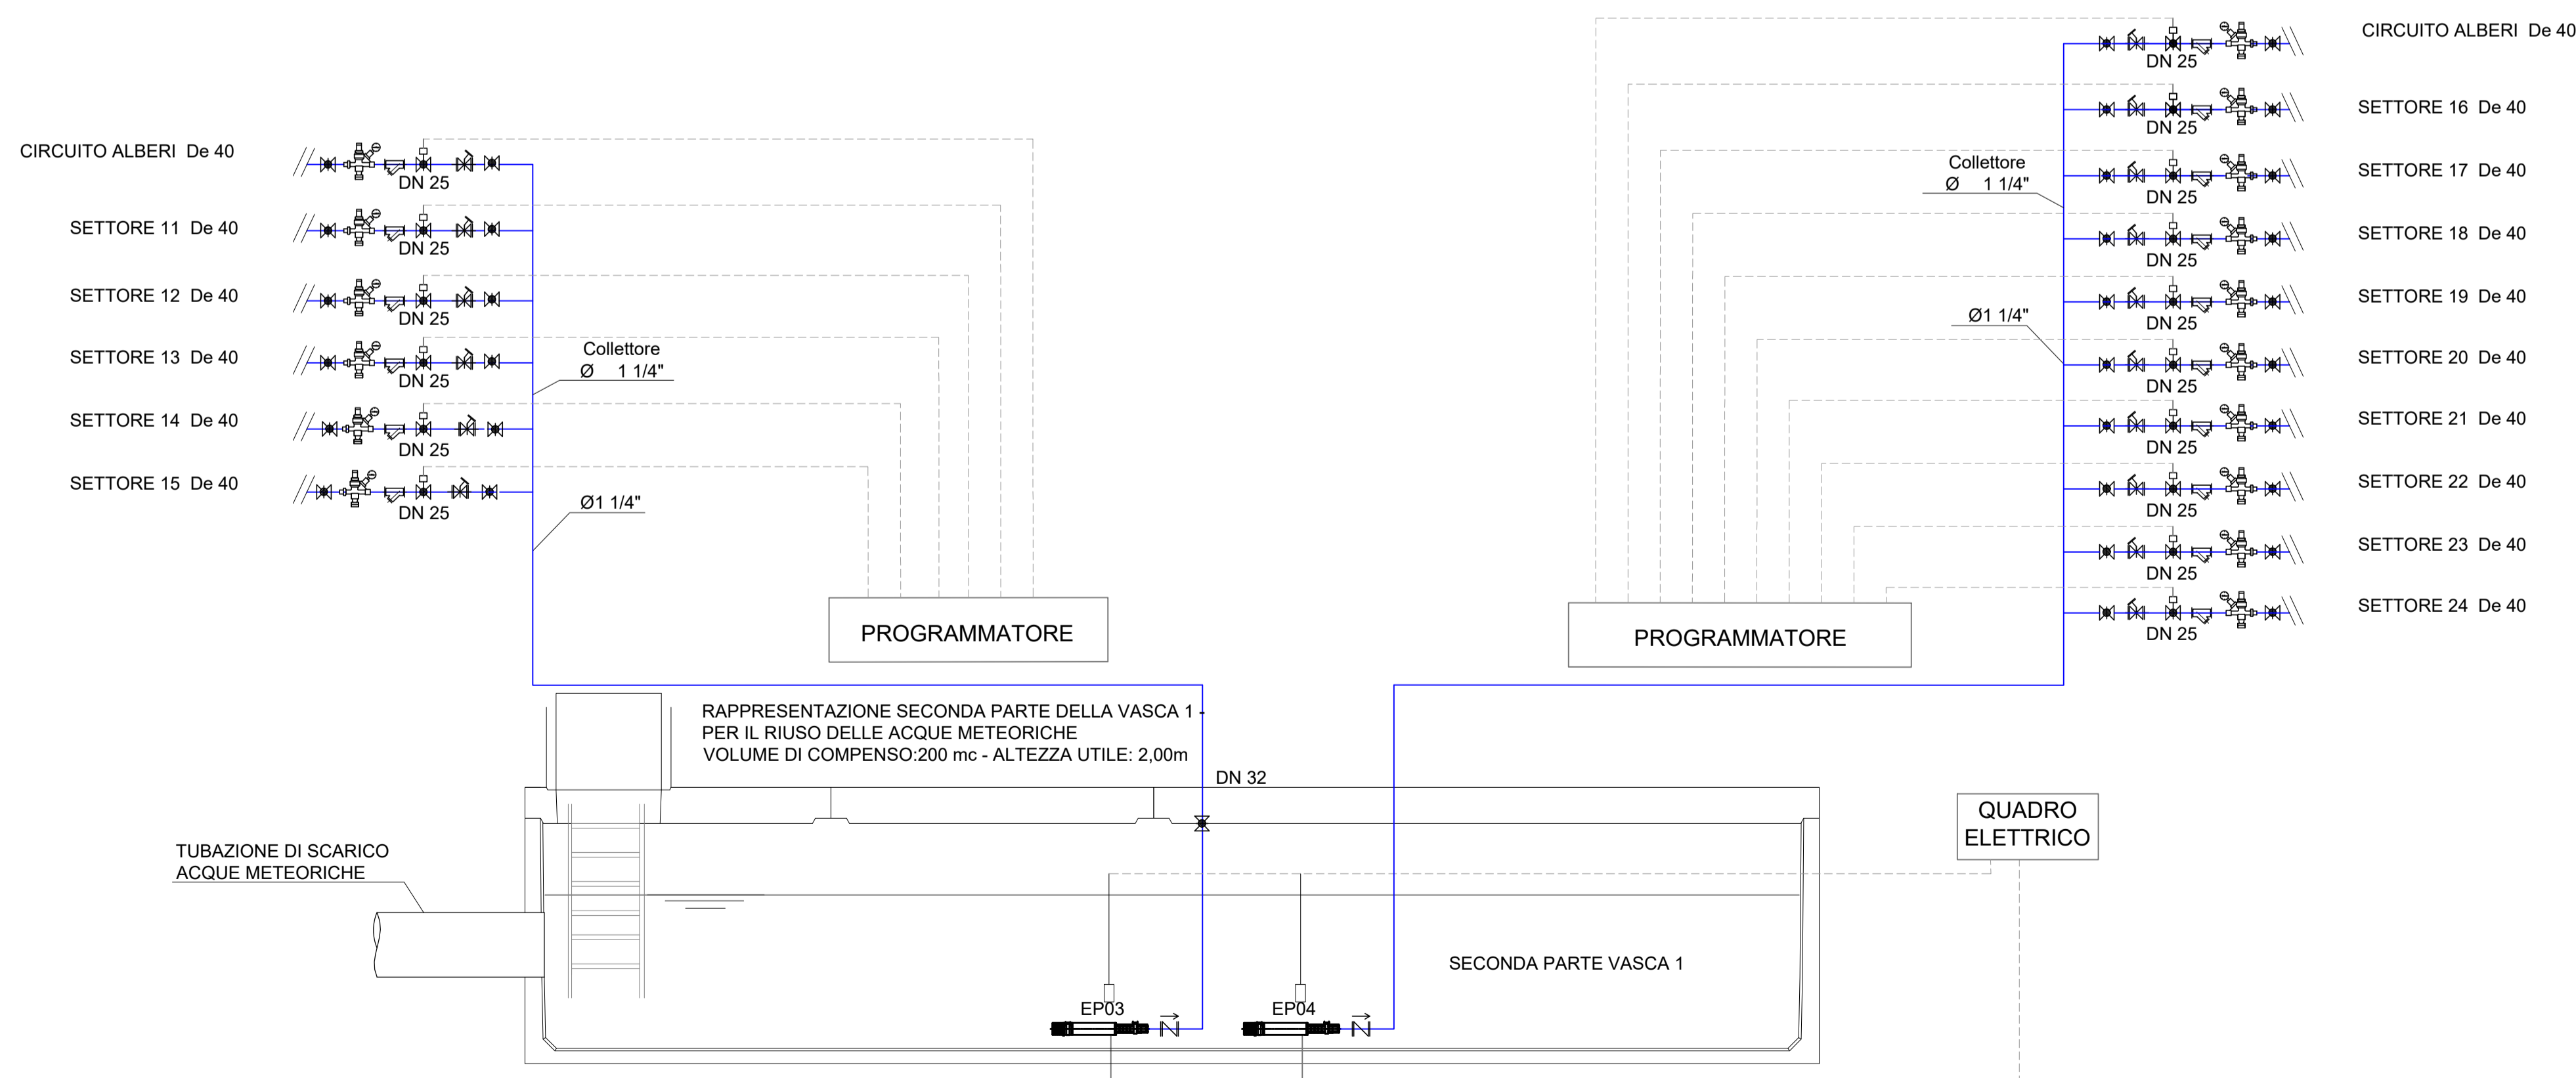 CIRCUITO ALBERI De 40
DN 25
SETTORE 11 De 40
DN 25
SETTORE 12 De 40
DN 25
SETTORE 13 De 40
DN 25
SETTORE 14 De 40
DN 25
SETTORE 15 De 40
DN 25
Collettore
Ø 1 1/4"
Ø1 1/4"
PROGRAMMATORE
CIRCUITO ALBERI De 40
DN 25
SETTORE 16 De 40
DN 25
SETTORE 17 De 40
DN 25
SETTORE 18 De 40
DN 25
SETTORE 19 De 40
DN 25
SETTORE 20 De 40
DN 25
SETTORE 21 De 40
DN 25
SETTORE 22 De 40
DN 25
SETTORE 23 De 40
DN 25
SETTORE 24 De 40
DN 25
Collettore
Ø 1 1/4"
Ø1 1/4"
PROGRAMMATORE
RAPPRESENTAZIONE SECONDA PARTE DELLA VASCA 1 -
PER IL RIUSO DELLE ACQUE METEORICHE
VOLUME DI COMPENSO:200 mc - ALTEZZA UTILE: 2,00m
DN 32
QUADRO
ELETTRICO
TUBAZIONE DI SCARICO
ACQUE METEORICHE
SECONDA PARTE VASCA 1
EP03
EP04